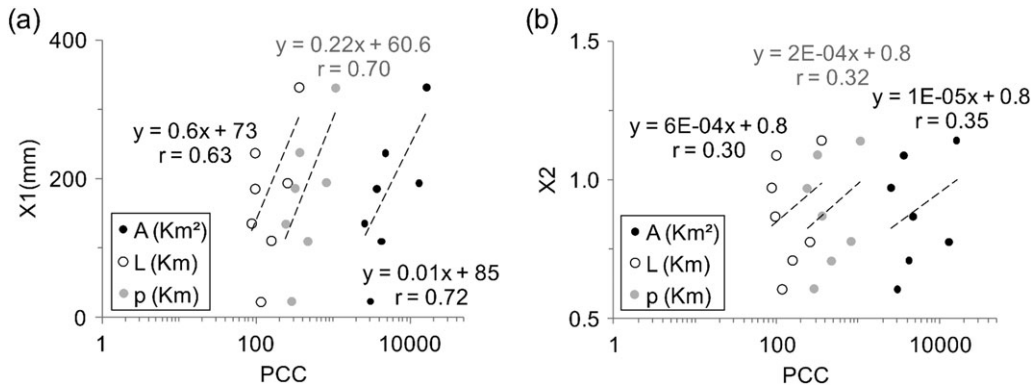 (a)
400
y = 0.22x + 60.6
r = 0.70
y = 0.6x + 73
r = 0.63
X1(mm)
200
A (Km²)
L (Km)
p (Km)
y = 0.01x + 85
r = 0.72
0
1
100
10000
PCC
(b)
1.5
y = 2E-04x + 0.8
r = 0.32
y = 1E-05x + 0.8
r = 0.35
y = 6E-04x + 0.8
r = 0.30
X2
1.0
A (Km²)
L (Km)
p (Km)
0.5
1
100
10000
PCC